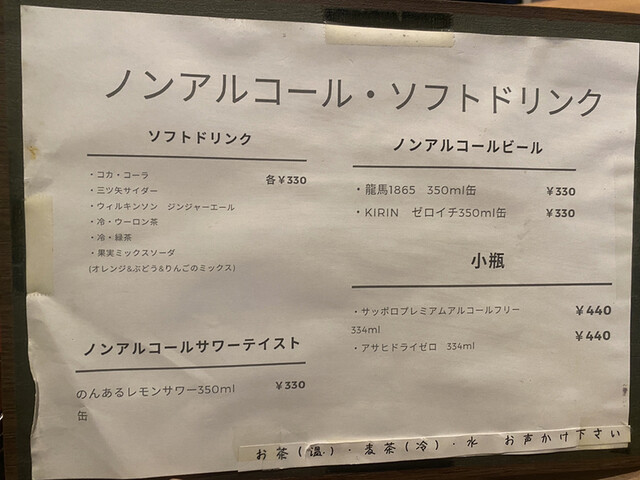 ノンアルコール・ソフトドリンク
ソフトドリンク
・コカ・コーラ 各¥330
・三ツ矢サイダー
・ウィルキンソン ジンジャーエール
・冷・ウーロン茶
・冷・緑茶
・果実ミックスソーダ
(オレンジ&ぶどう&りんごのミックス)
ノンアルコールサワーテイスト
のんあるレモンサワー350ml ¥330
缶
ノンアルコールビール
・龍馬1865 350ml缶 ¥330
・KIRIN ゼロイチ350ml缶 ¥330
小瓶
・サッポロプレミアムアルコールフリー ¥440
334ml ¥440
・アサヒドライゼロ 334ml
お茶(温)・麦茶(冷)・水 お声かけ下さい